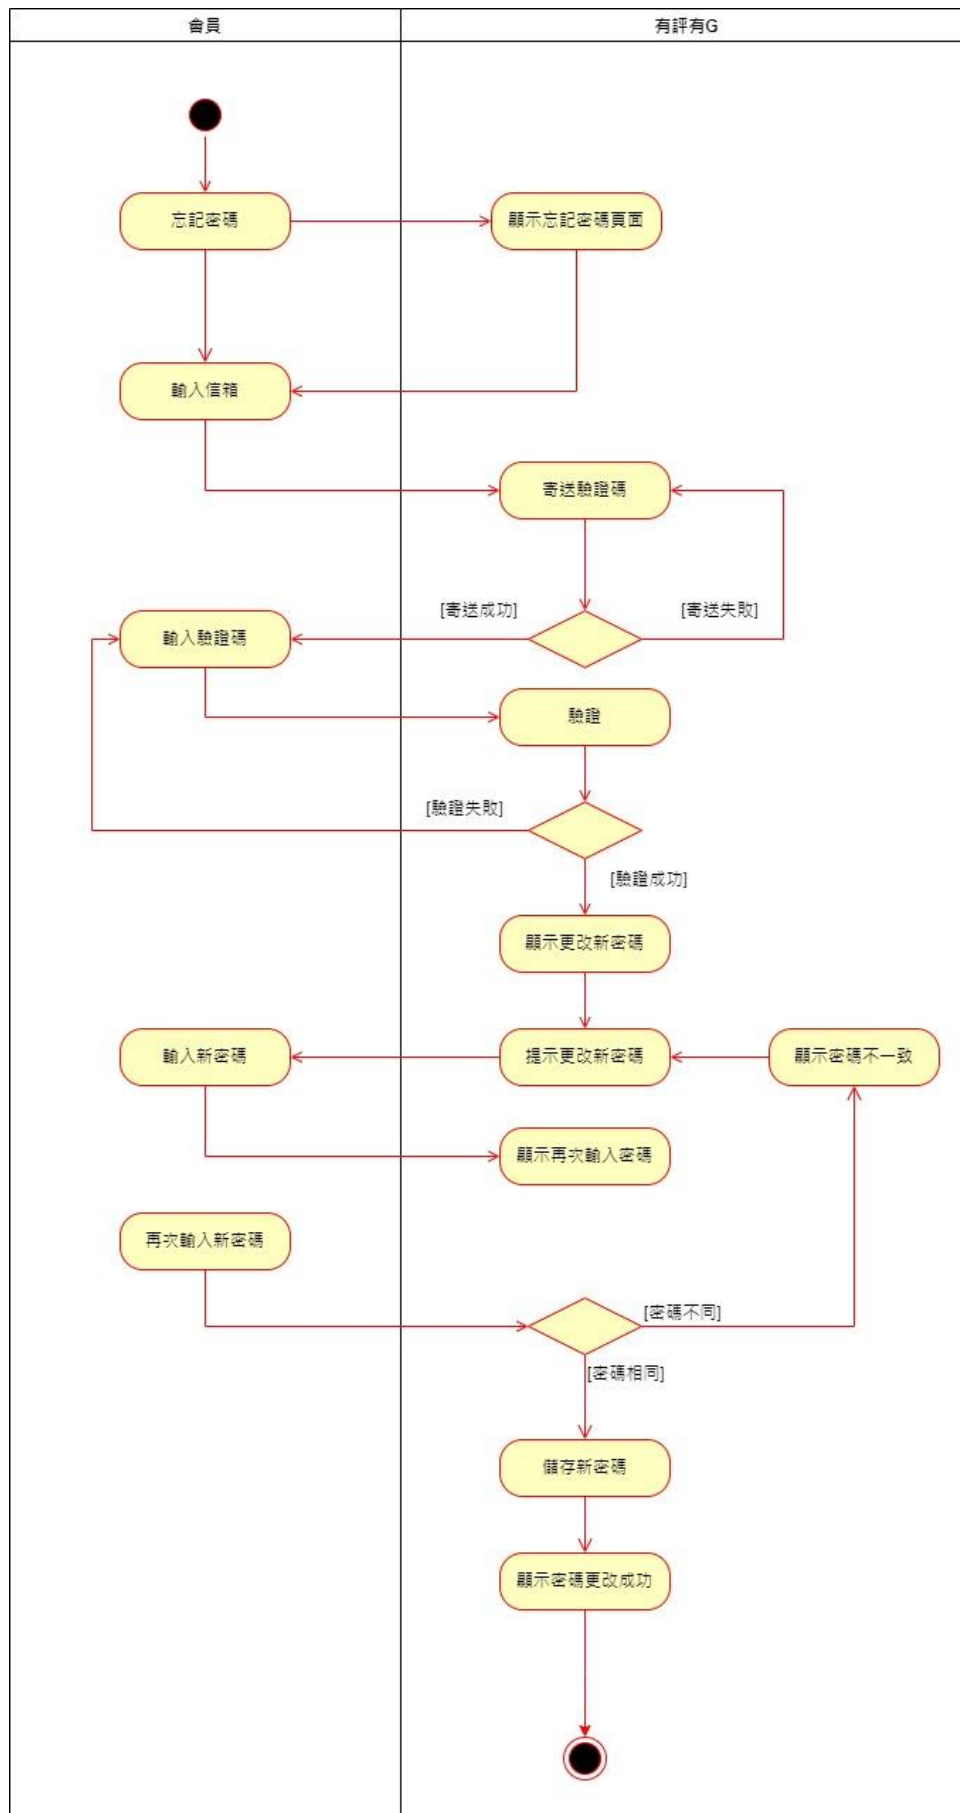 會員
有評有G
忘記密碼
顯示忘記密碼頁面
輸入信箱
寄送驗證碼
[寄送成功]
[寄送失敗]
輸入驗證碼
驗證
[驗證失敗]
[驗證成功]
顯示更改新密碼
輸入新密碼
提示更改新密碼
顯示密碼不一致
顯示再次輸入密碼
再次輸入新密碼
[密碼不同]
[密碼相同]
儲存新密碼
顯示密碼更改成功